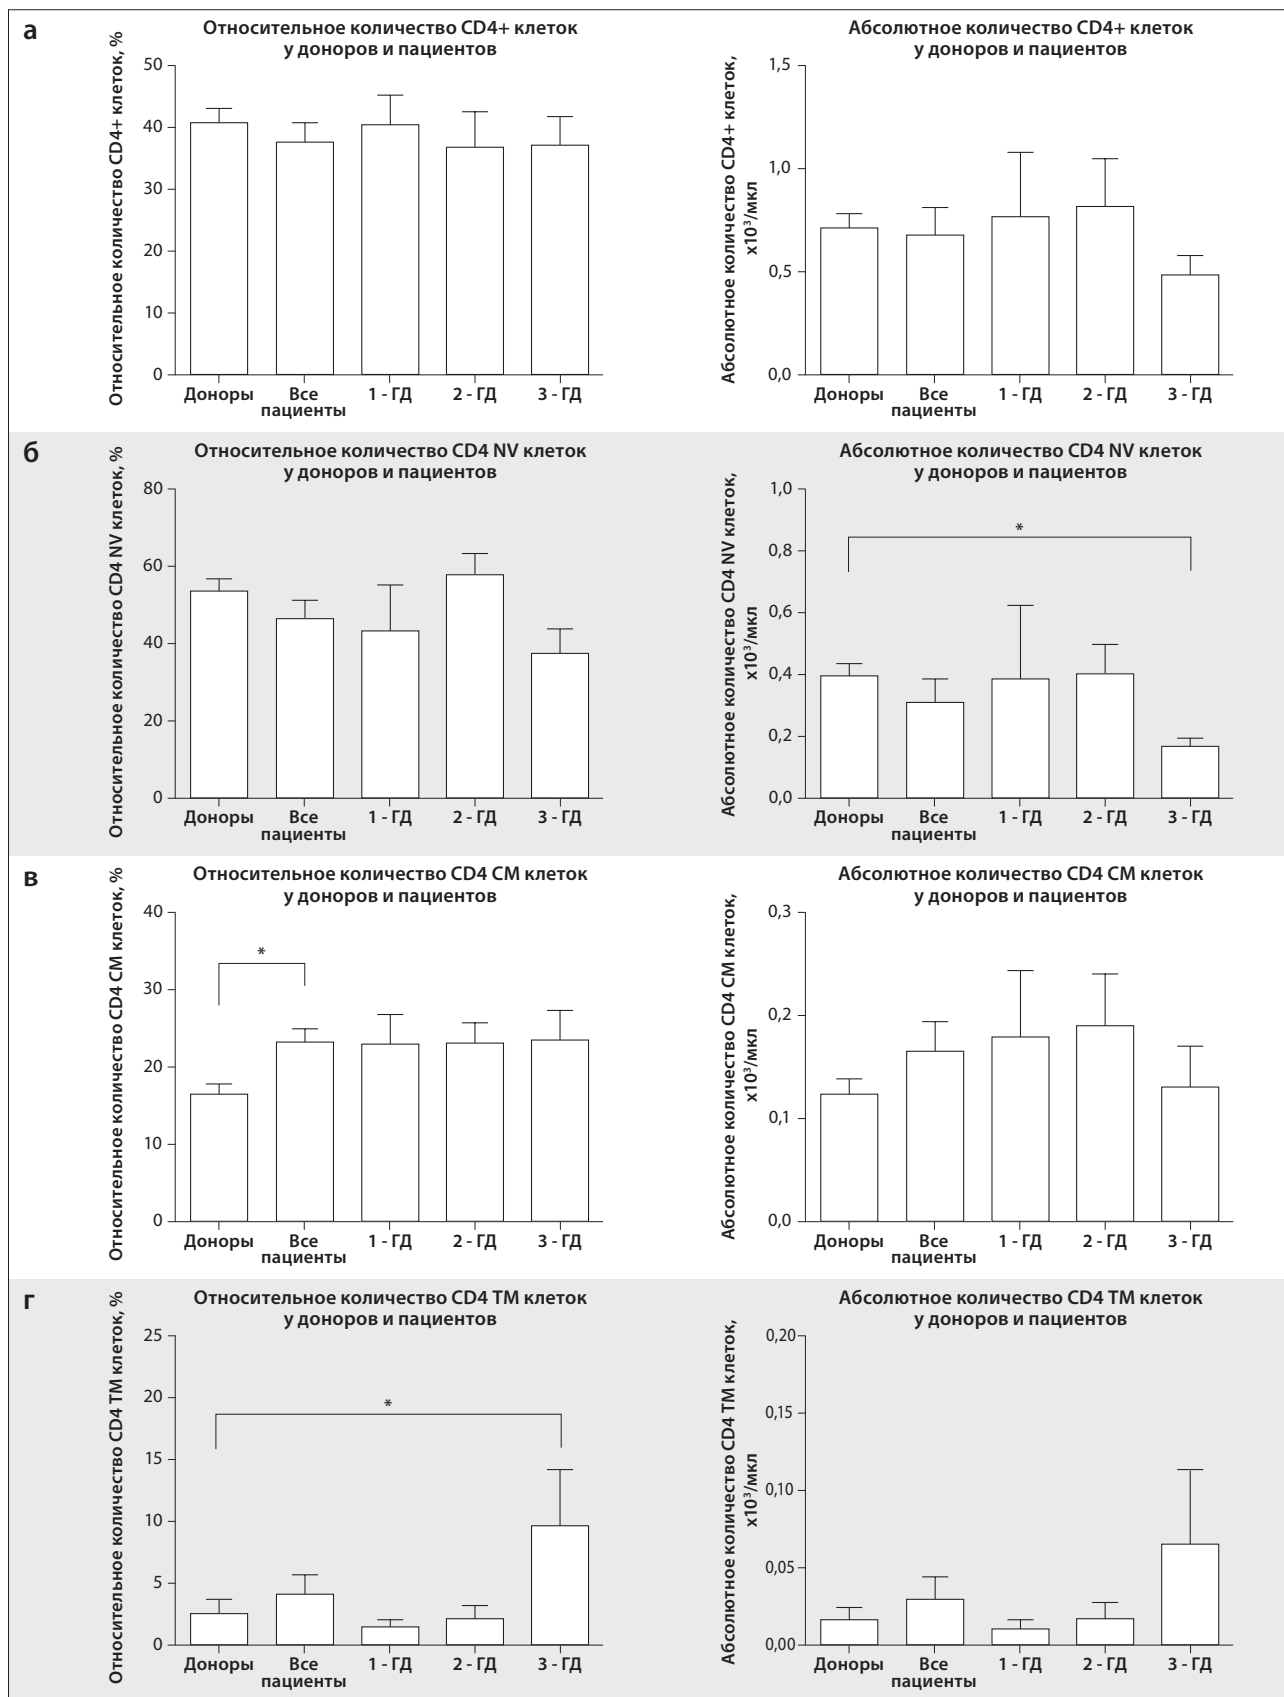 а
Относительное количество CD4+ клеток
у доноров и пациентов
Относительное количество CD4+ клеток, %
50
40
30
20
10
0
Доноры Все пациенты 1 - ГД 2 - ГД 3 - ГД
Абсолютное количество CD4+ клеток
у доноров и пациентов
Абсолютное количество CD4+ клеток,
x10³/мкл
1,5
1,0
0,5
0,0
Доноры Все пациенты 1 - ГД 2 - ГД 3 - ГД
б
Относительное количество CD4 NV клеток
у доноров и пациентов
Относительное количество CD4 NV клеток, %
80
60
40
20
0
Доноры Все пациенты 1 - ГД 2 - ГД 3 - ГД
Абсолютное количество CD4 NV клеток
у доноров и пациентов
Абсолютное количество CD4 NV клеток,
x10³/мкл
1,0
0,8
0,6
0,4
0,2
0,0
*
Доноры Все пациенты 1 - ГД 2 - ГД 3 - ГД
в
Относительное количество CD4 CM клеток
у доноров и пациентов
Относительное количество CD4 CM клеток, %
40
30
20
10
0
*
Доноры Все пациенты 1 - ГД 2 - ГД 3 - ГД
Абсолютное количество CD4 CM клеток
у доноров и пациентов
Абсолютное количество CD4 CM клеток,
x10³/мкл
0,3
0,2
0,1
0,0
Доноры Все пациенты 1 - ГД 2 - ГД 3 - ГД
г
Относительное количество CD4 TM клеток
у доноров и пациентов
Относительное количество CD4 TM клеток, %
25
20
15
10
5
0
*
Доноры Все пациенты 1 - ГД 2 - ГД 3 - ГД
Абсолютное количество CD4 TM клеток
у доноров и пациентов
Абсолютное количество CD4 TM клеток,
x10³/мкл
0,20
0,15
0,10
0,05
0,00
Доноры Все пациенты 1 - ГД 2 - ГД 3 - ГД